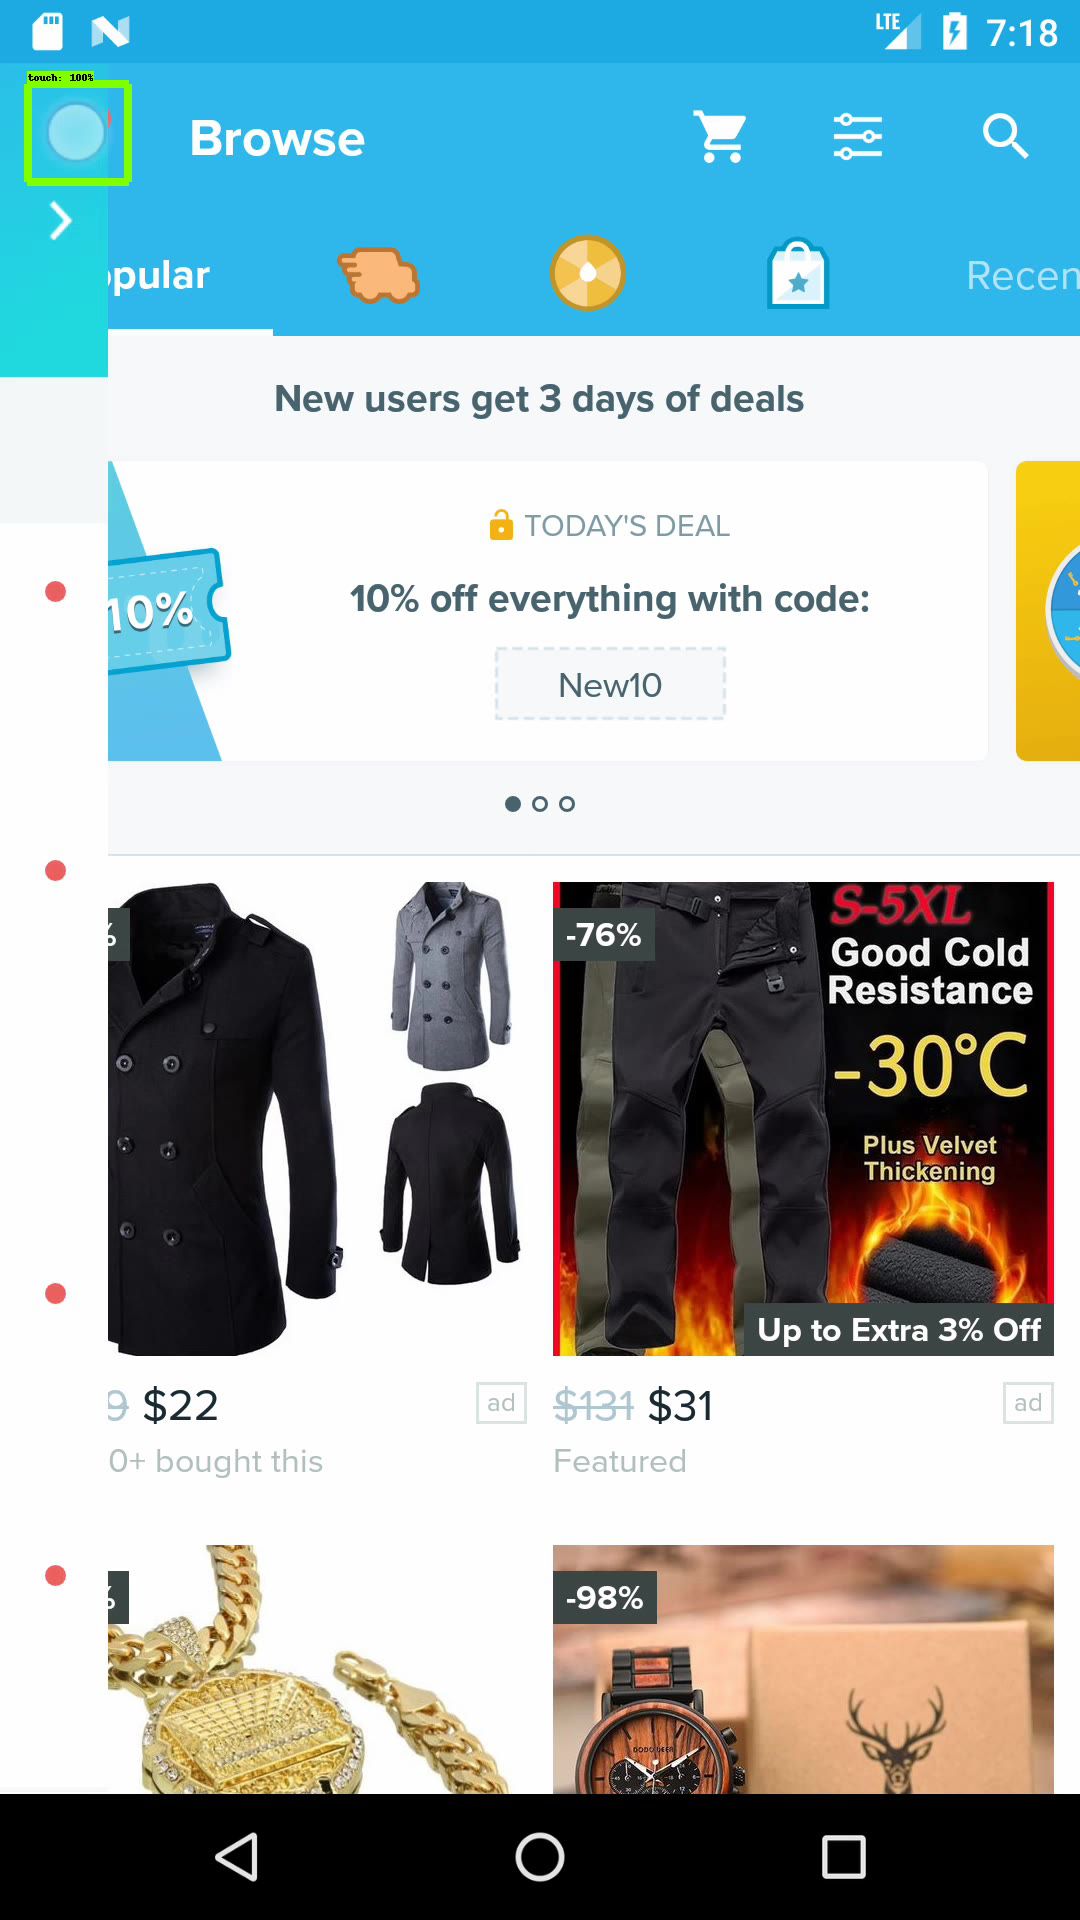 LTE 7:18
touch: 100%
Browse
opular
Recen
New users get 3 days of deals
TODAY'S DEAL
10% off everything with code:
10%
New10
%
-76%
S-5XL
Good Cold
Resistance
-30°C
Plus Velvet
Thickening
Up to Extra 3% Off
9 $22 ad
$131 $31 ad
0+ bought this
Featured
%
-98%